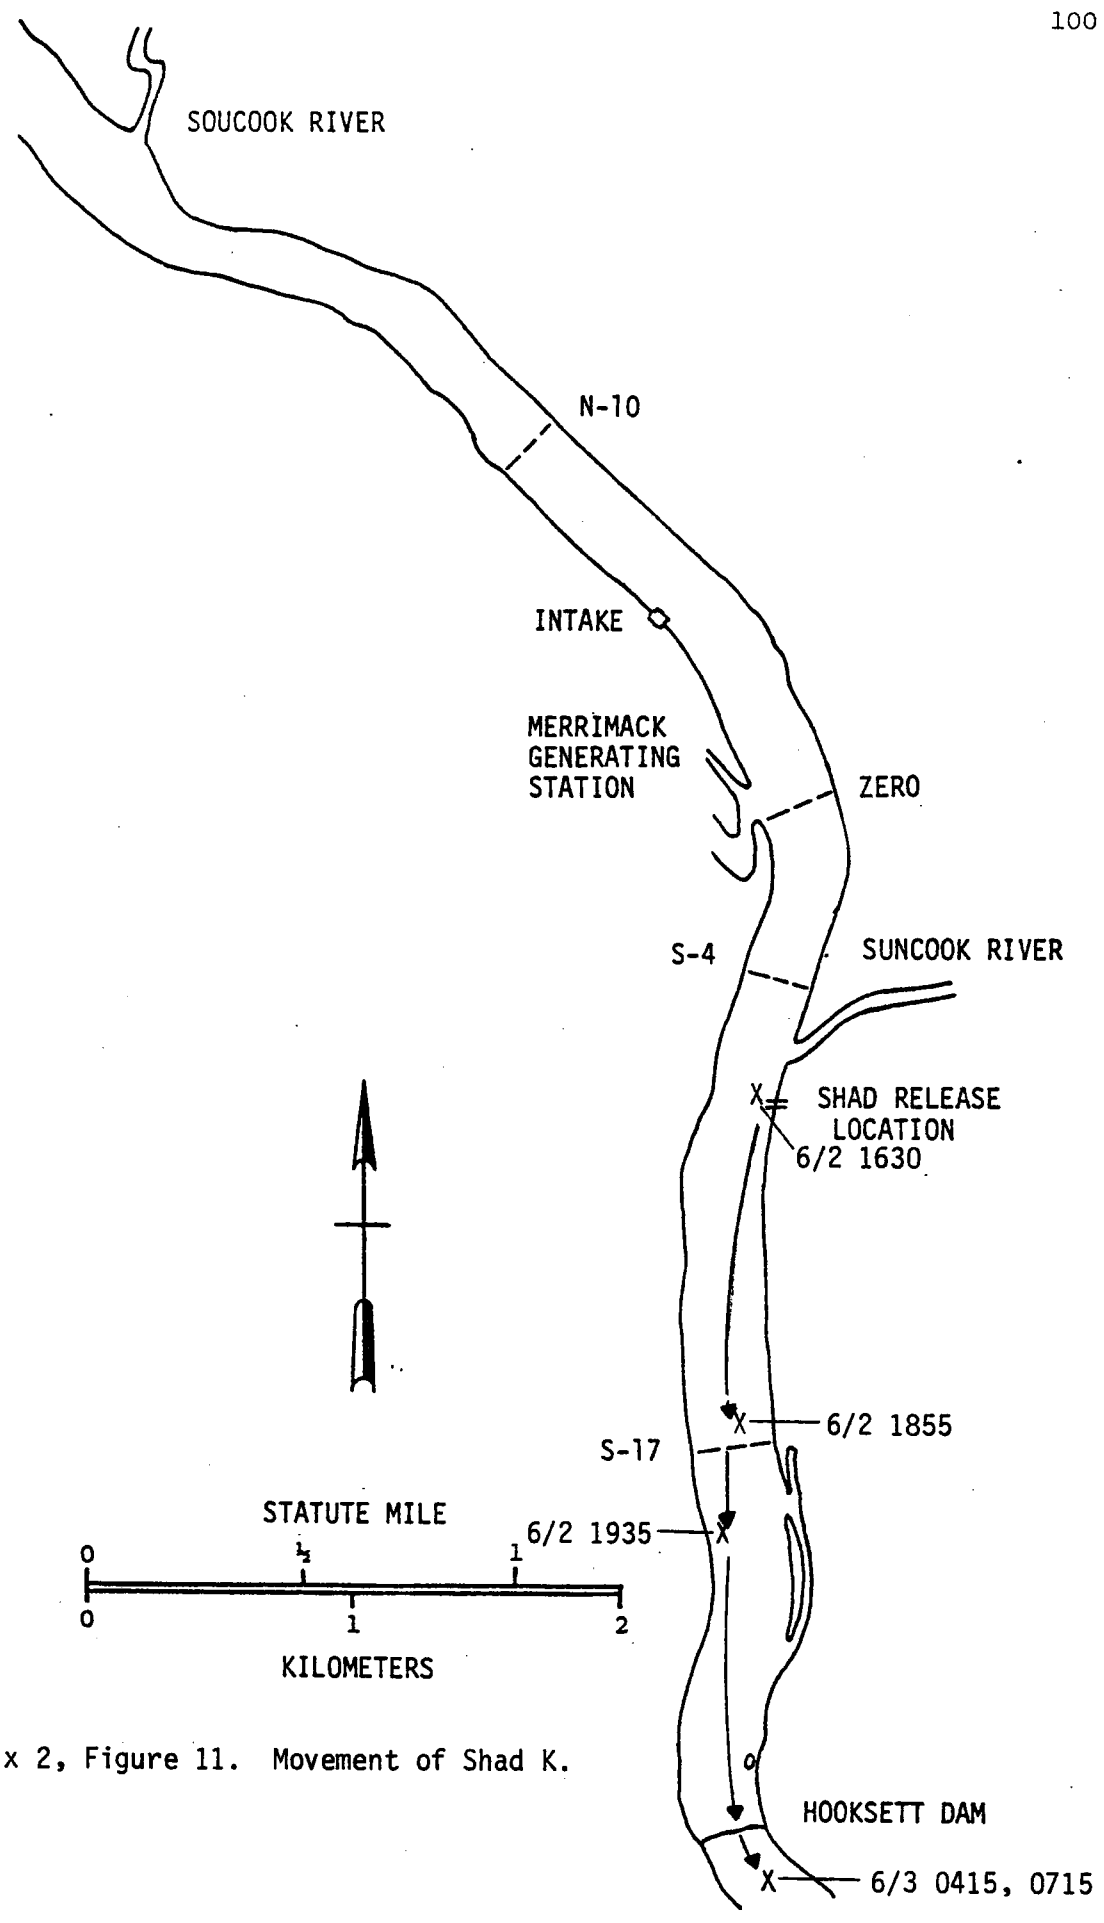 100
SOUCOOK RIVER
N-10
INTAKE
MERRIMACK
GENERATING
STATION
ZERO
S-4
SUNCOOK RIVER
SHAD RELEASE
LOCATION
6/2 1630
6/2 1855
S-17
STATUTE MILE
6/2 1935
0 ½ 1
0 1 2
KILOMETERS
x 2, Figure 11. Movement of Shad K.
HOOKSETT DAM
6/3 0415, 0715